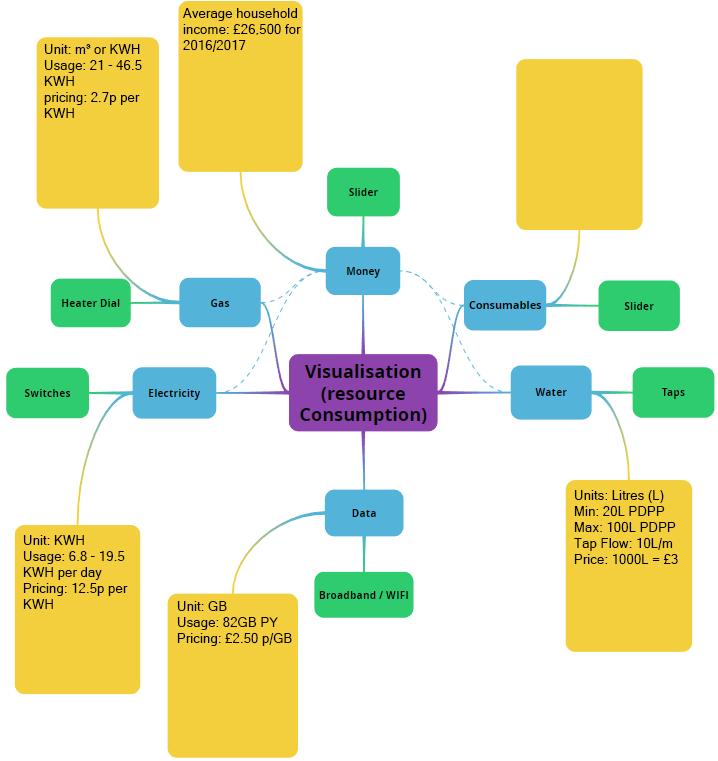 Average household
income: £26,500 for
2016/2017
Unit: m³ or KWH
Usage: 21 - 46.5
KWH
pricing: 2.7p per
KWH
Slider
Money
Heater Dial
Gas
Consumables
Slider
Switches
Electricity
Visualisation
(resource
Consumption)
Water
Taps
Data
Broadband / WIFI
Unit: KWH
Usage: 6.8 - 19.5
KWH per day
Pricing: 12.5p per
KWH
Unit: GB
Usage: 82GB PY
Pricing: £2.50 p/GB
Units: Litres (L)
Min: 20L PDPP
Max: 100L PDPP
Tap Flow: 10L/m
Price: 1000L = £3